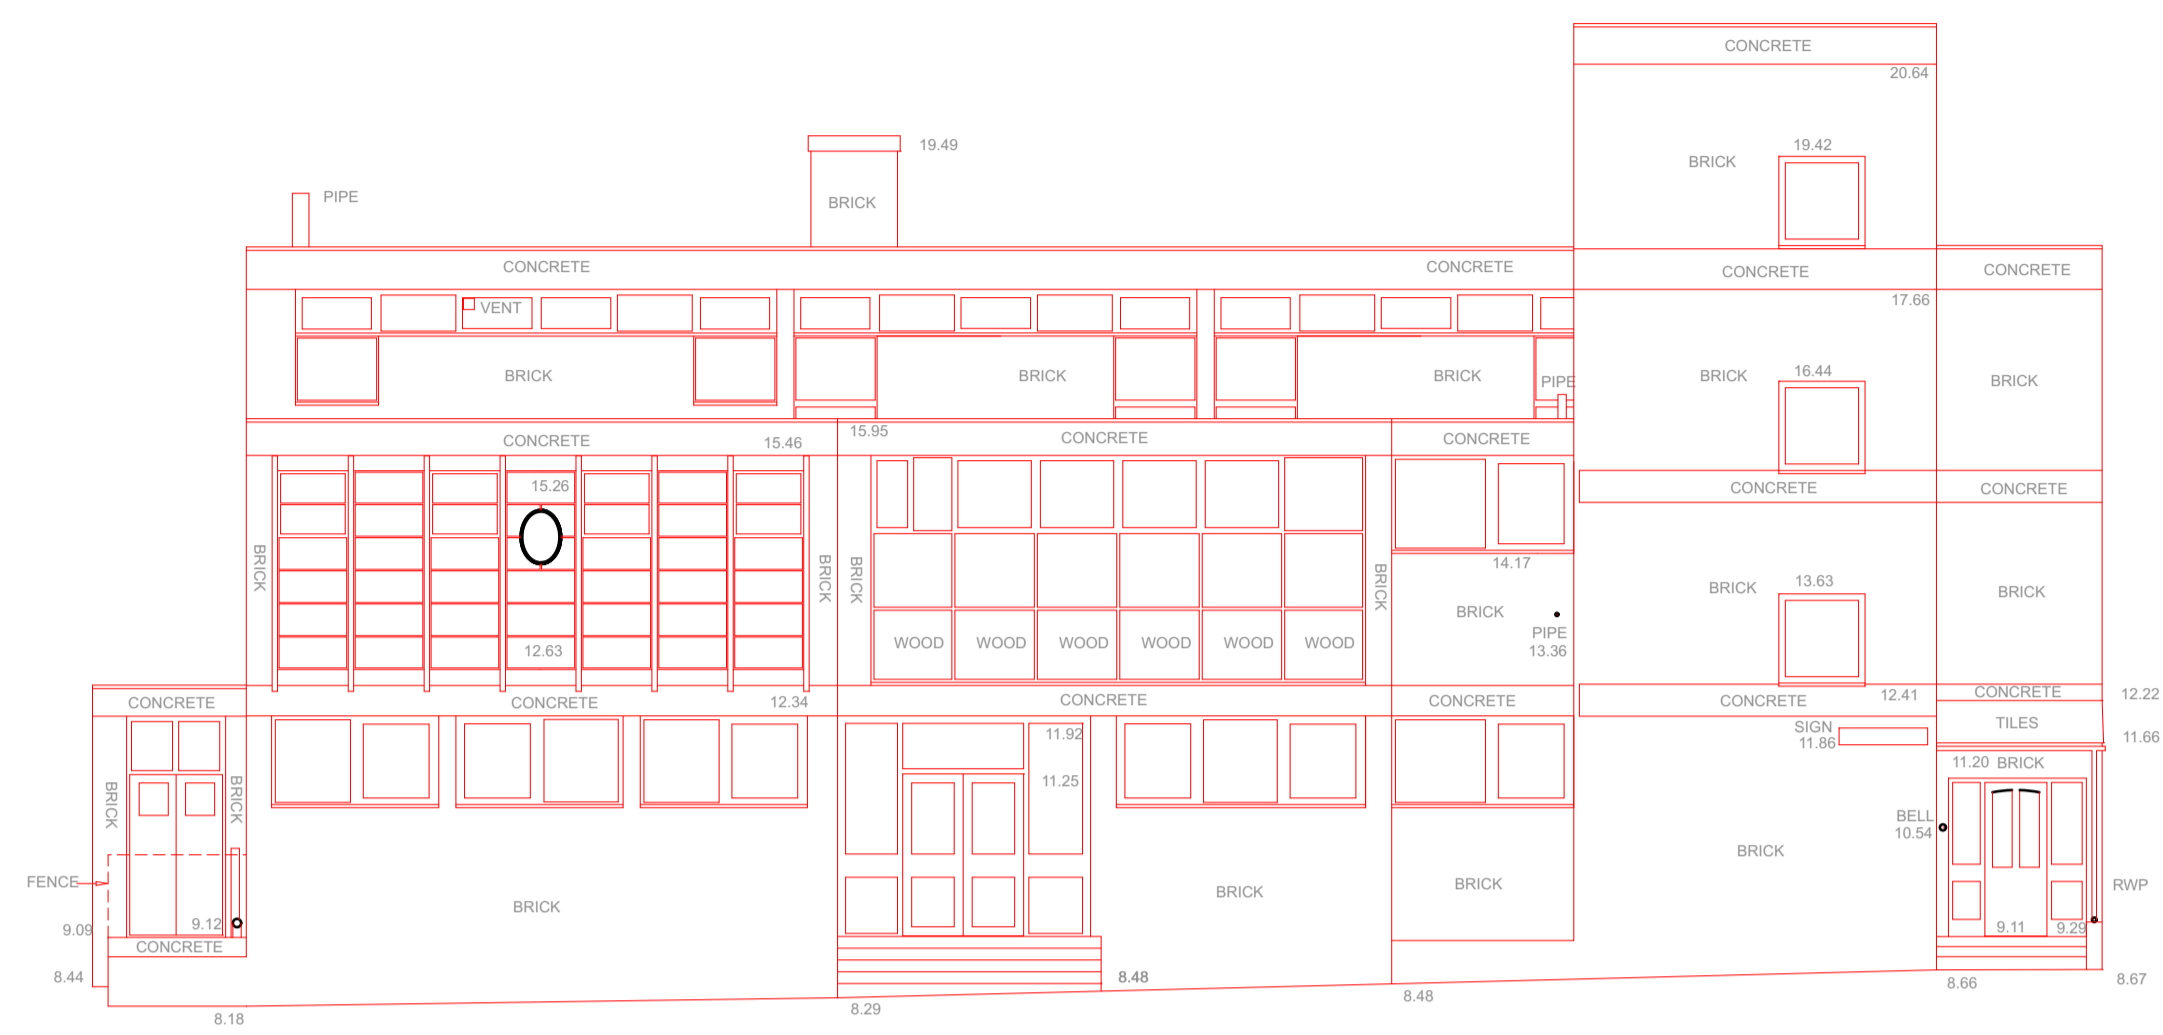 CONCRETE
20.64
19.49
19.42
BRICK
PIPE
BRICK
CONCRETE
CONCRETE
CONCRETE
CONCRETE
17.66
VENT
BRICK
BRICK
BRICK
PIPE
BRICK
16.44
BRICK
CONCRETE
15.46
15.95
CONCRETE
CONCRETE
15.26
CONCRETE
CONCRETE
BRICK
BRICK
BRICK
BRICK
14.17
BRICK
13.63
BRICK
BRICK
PIPE
13.36
12.63
WOOD
WOOD
WOOD
WOOD
WOOD
WOOD
CONCRETE
CONCRETE
12.34
CONCRETE
CONCRETE
CONCRETE
12.41
CONCRETE
12.22
TILES
SIGN
11.86
11.66
11.92
11.25
11.20 BRICK
BRICK
BRICK
BELL
10.54
BRICK
FENCE
BRICK
BRICK
BRICK
RWP
9.09
9.12
9.11
9.29
CONCRETE
8.44
8.48
8.48
8.66
8.67
8.18
8.29